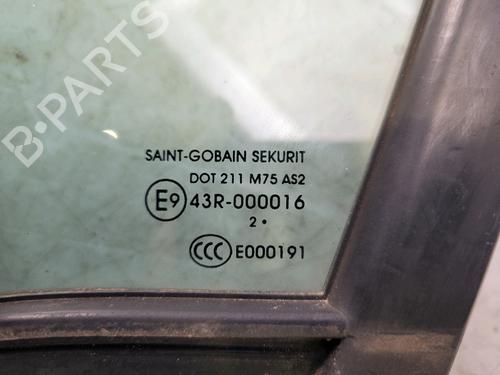 B-PARTS
SAINT-GOBAIN SEKURIT
DOT 211 M75 AS2
E9 43R-000016
2 •
CCC E000191